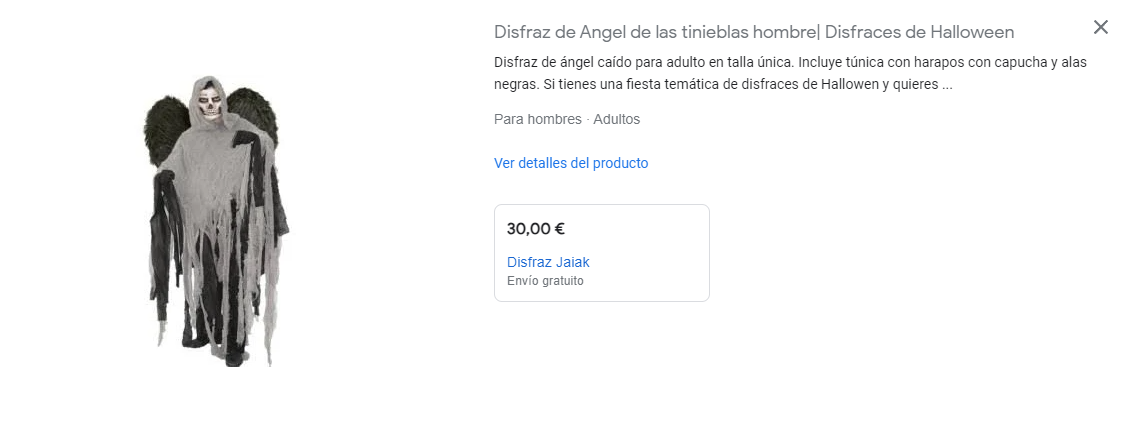 Disfraz de Angel de las tinieblas hombre| Disfraces de Halloween
Disfraz de ángel caído para adulto en talla única. Incluye túnica con harapos con capucha y alas
negras. Si tienes una fiesta temática de disfraces de Hallowen y quieres ...
Para hombres · Adultos
Ver detalles del producto
30,00 €
Disfraz Jaiak
Envío gratuito